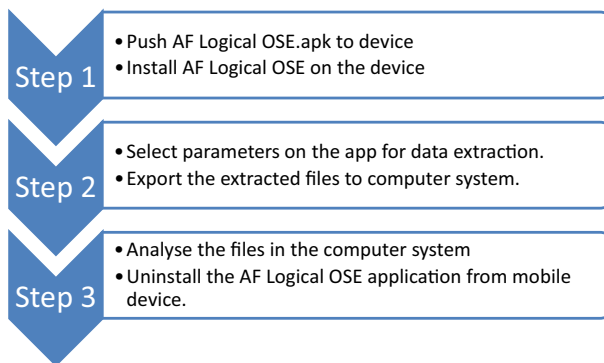 Step 1
• Push AF Logical OSE.apk to device
• Install AF Logical OSE on the device
Step 2
• Select parameters on the app for data extraction.
• Export the extracted files to computer system.
Step 3
• Analyse the files in the computer system
• Uninstall the AF Logical OSE application from mobile
device.